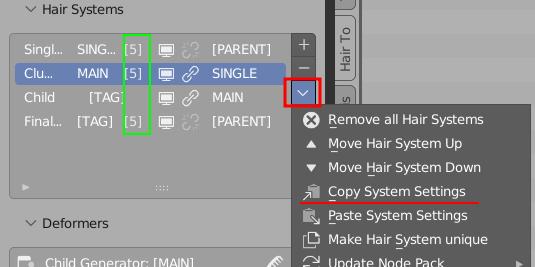 Hair Systems
Singl... SING... [5] [PARENT]
Clu... MAIN [5] SINGLE
Child [TAG] MAIN
Final... [TAG] [5] [PARENT]
Hair To
s
Remove all Hair Systems
Move Hair System Up
Move Hair System Down
Copy System Settings
Paste System Settings
Make Hair System unique
Update Node Pack
Deformers
Child Generator: [MAIN]